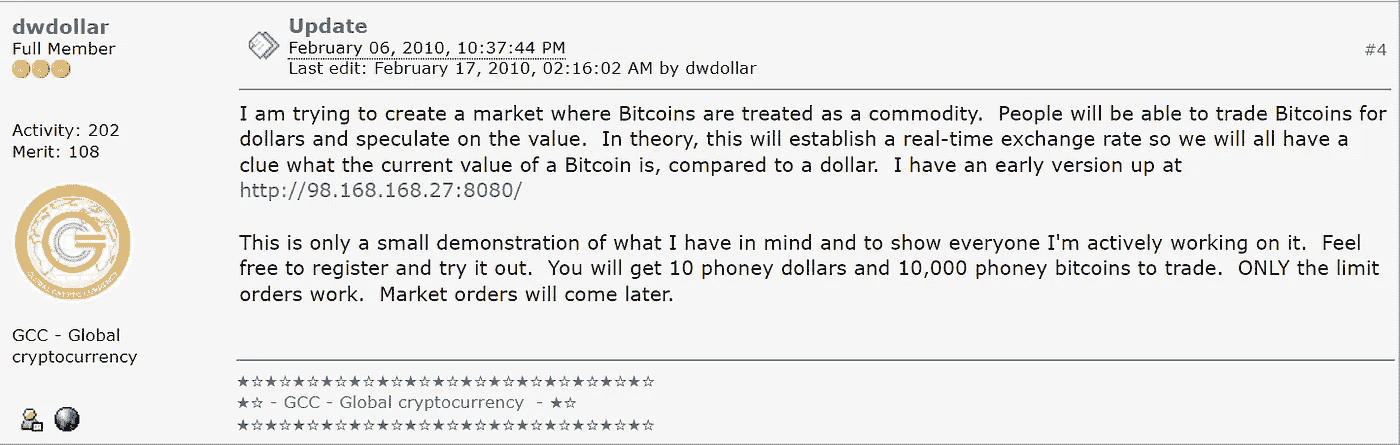 dwdollar
Full Member
Activity: 202
Merit: 108
GCC - Global
cryptocurrency
Update
February 06, 2010, 10:37:44 PM
Last edit: February 17, 2010, 02:16:02 AM by dwdollar
#4
I am trying to create a market where Bitcoins are treated as a commodity.  People will be able to trade Bitcoins for
dollars and speculate on the value.  In theory, this will establish a real-time exchange rate so we will all have a
clue what the current value of a Bitcoin is, compared to a dollar.  I have an early version up at
http://98.168.168.27:8080/
This is only a small demonstration of what I have in mind and to show everyone I'm actively working on it.  Feel
free to register and try it out.  You will get 10 phoney dollars and 10,000 phoney bitcoins to trade.  ONLY the limit
orders work.  Market orders will come later.
★☆★☆★☆★☆★☆★☆★☆★☆★☆★☆★☆★☆★☆★☆★☆
★☆ - GCC - Global cryptocurrency  - ★☆
★☆★☆★☆★☆★☆★☆★☆★☆★☆★☆★☆★☆★☆★☆★☆